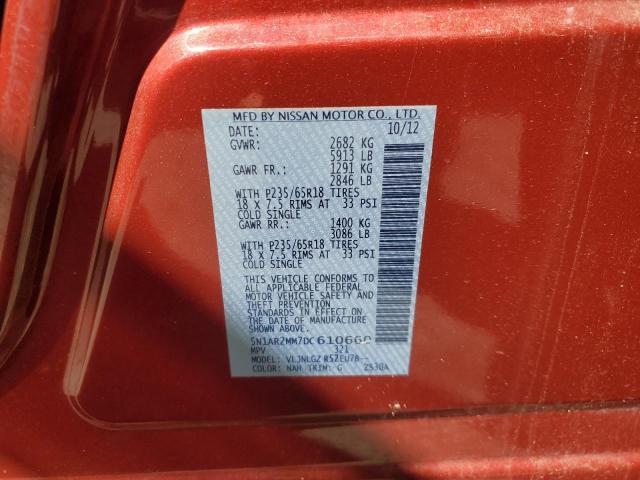 MFD BY NISSAN MOTOR CO., LTD.
DATE: 10/12
GVWR: 2682 KG
5913 LB
GAWR FR.: 1291 KG
2846 LB
WITH P235/65R18 TIRES
18 x 7.5 RIMS AT 33 PSI
COLD SINGLE
GAWR RR.: 1400 KG
3086 LB
WITH P235/65R18 TIRES
18 x 7.5 RIMS AT 33 PSI
COLD SINGLE
THIS VEHICLE CONFORMS TO
ALL APPLICABLE FEDERAL
MOTOR VEHICLE SAFETY AND
THEFT PREVENTION
STANDARDS IN EFFECT ON
THE DATE OF MANUFACTURE
SHOWN ABOVE.
5N1AR2MM7DC
MPV 321
MODEL:
COLOR: NAH TRIM: G